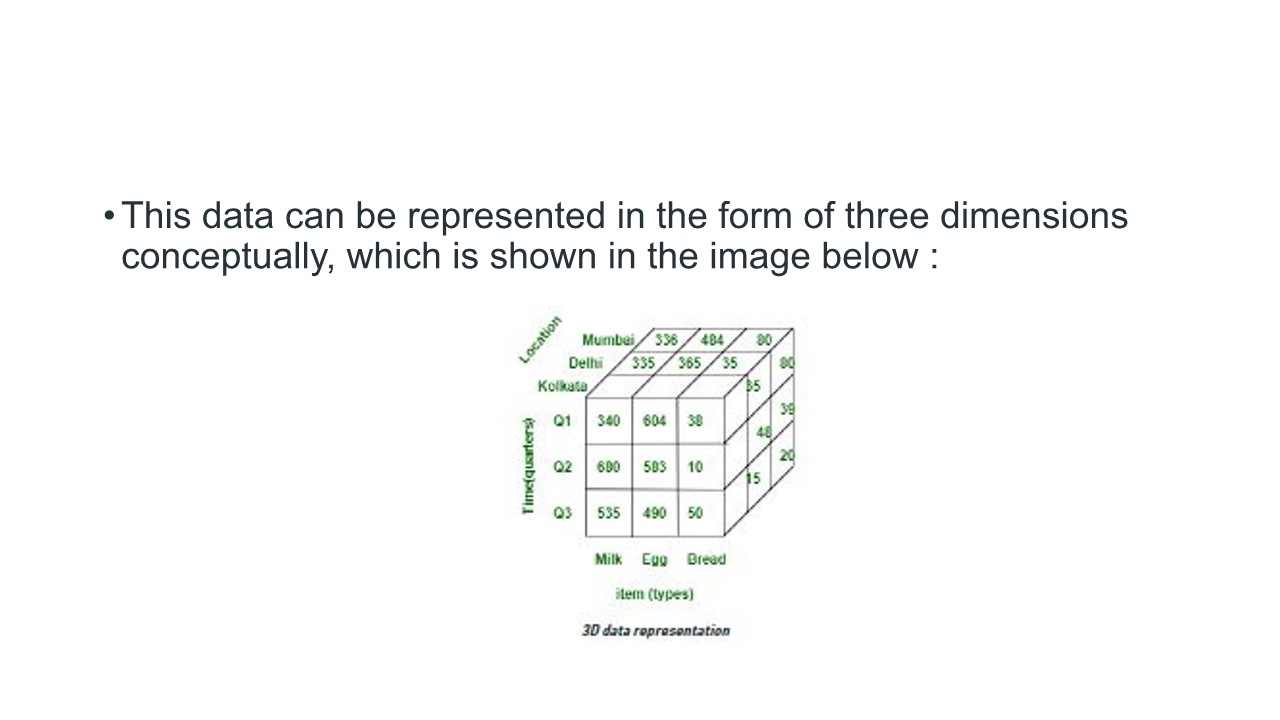 • This data can be represented in the form of three dimensions
conceptually, which is shown in the image below :
Location
Mumbai 336 484 80
Delhi 335 365 35 80
Kolkata 35
Time(quarters)
Q1 340 604 38 39
48
Q2 680 583 10 20
15
Q3 535 490 50
Milk Egg Bread
item (types)
3D data representation